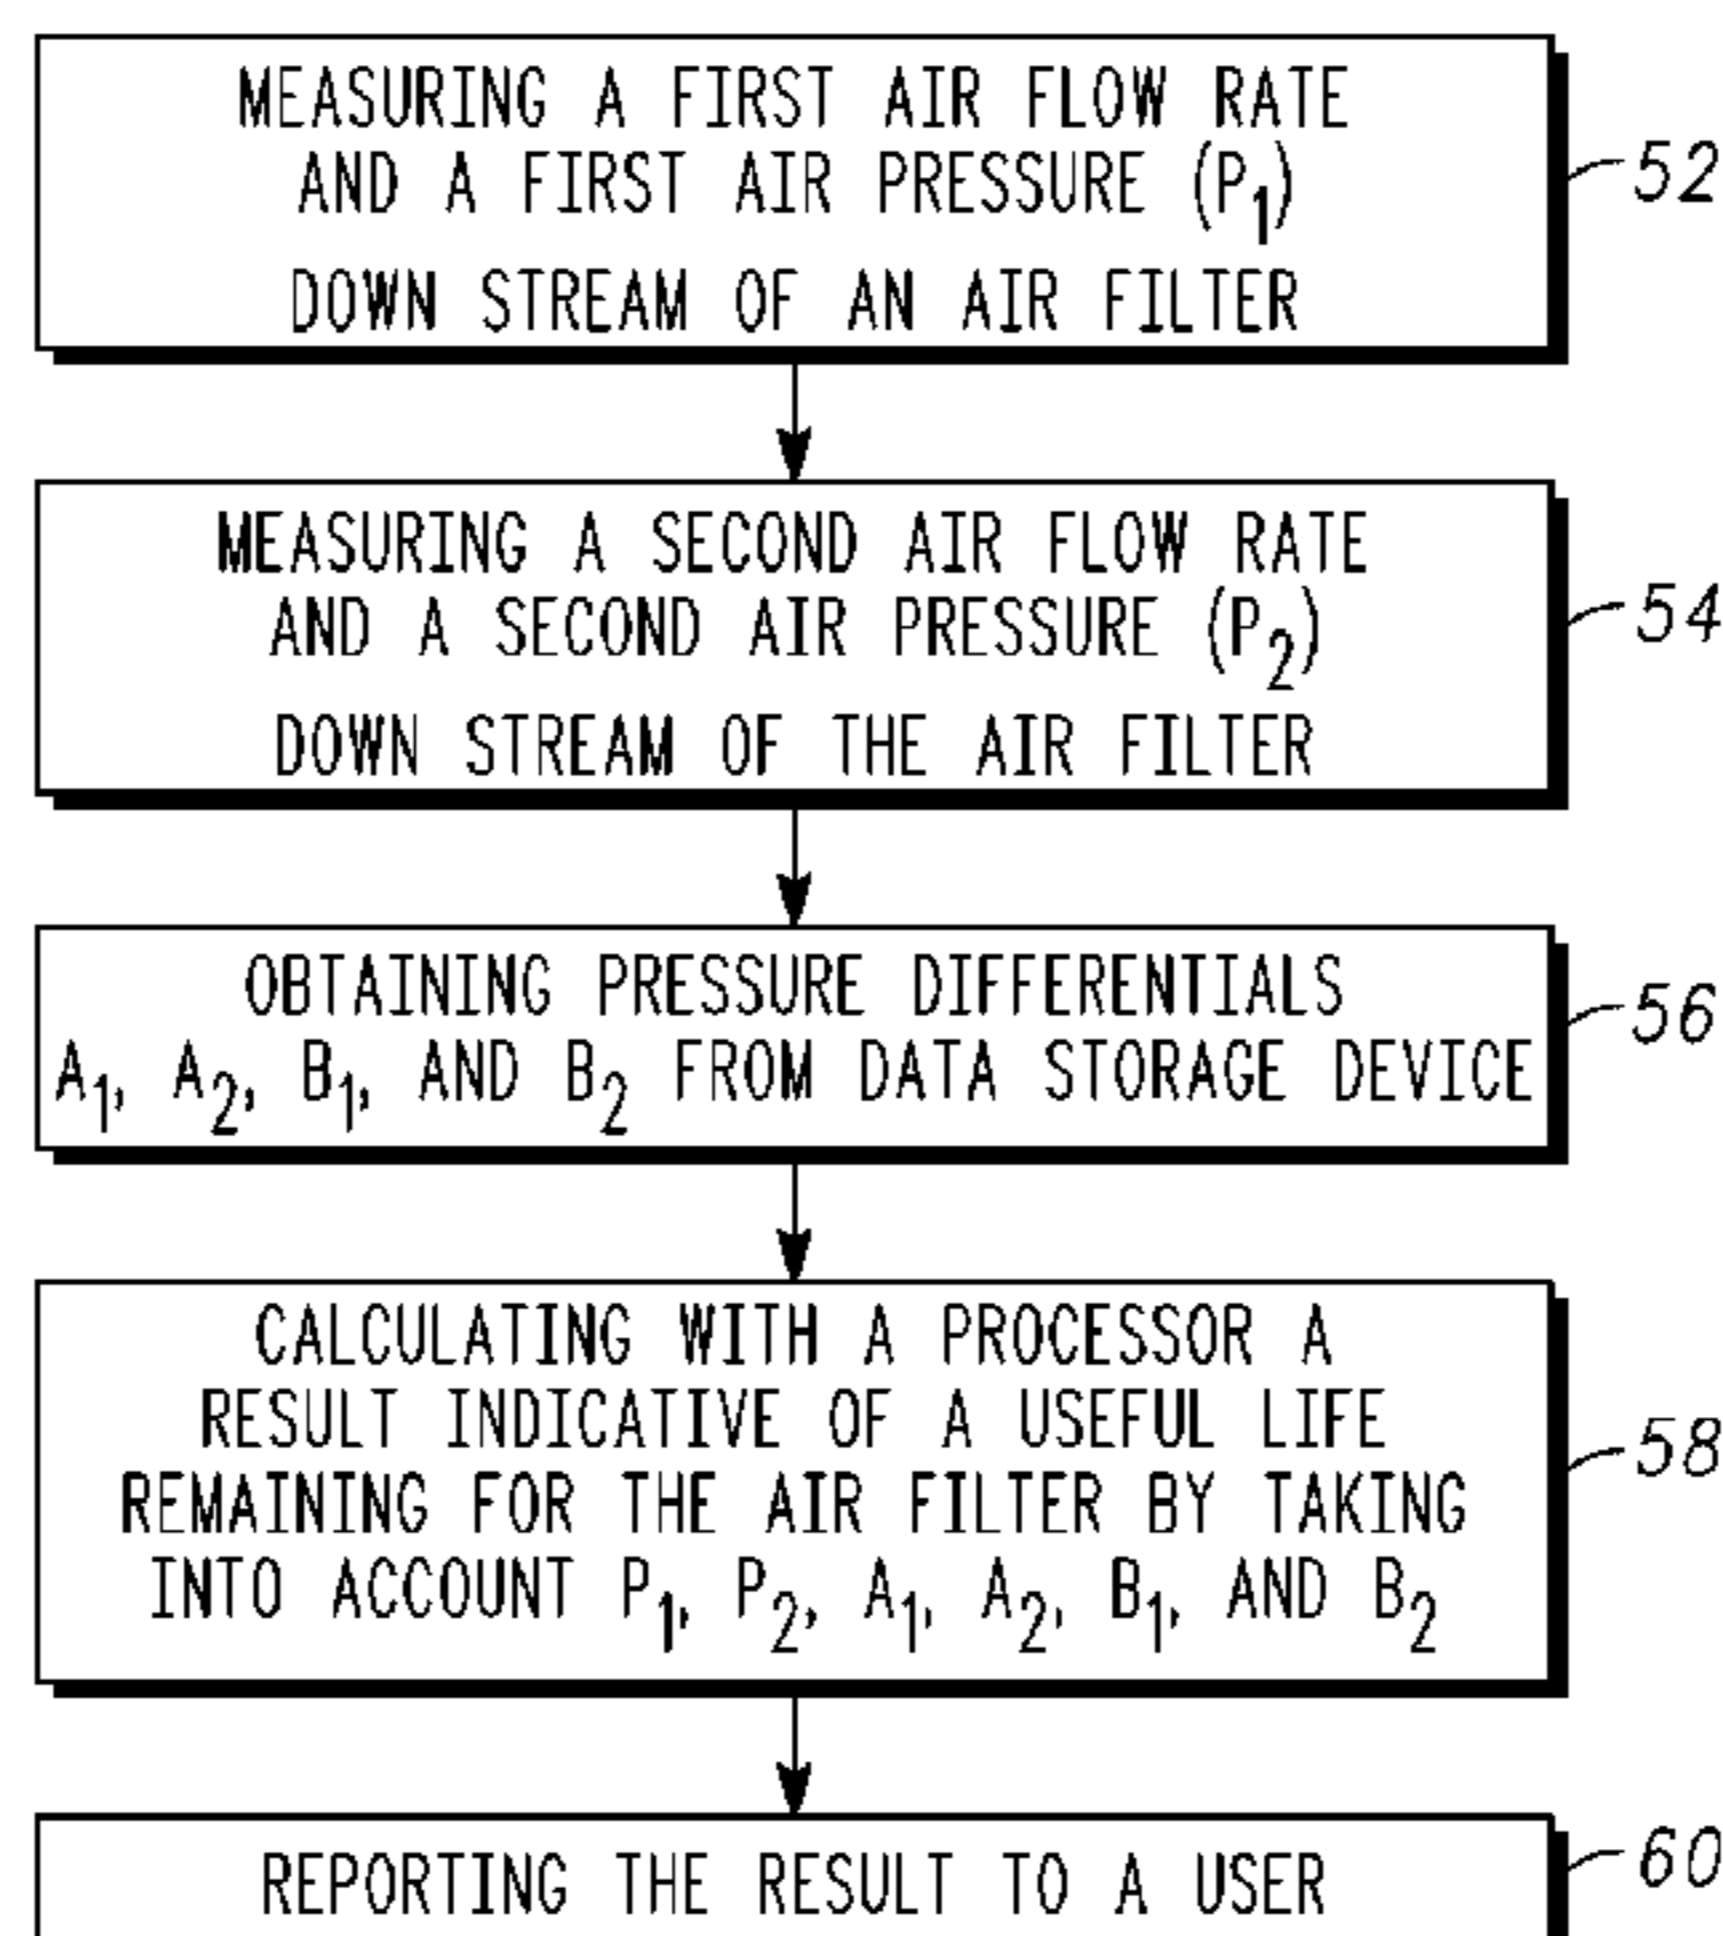 MEASURING A FIRST AIR FLOW RATE
AND A FIRST AIR PRESSURE (P1)
DOWN STREAM OF AN AIR FILTER
52
MEASURING A SECOND AIR FLOW RATE
AND A SECOND AIR PRESSURE (P2)
DOWN STREAM OF THE AIR FILTER
54
OBTAINING PRESSURE DIFFERENTIALS
A1, A2, B1, AND B2 FROM DATA STORAGE DEVICE
56
CALCULATING WITH A PROCESSOR A
RESULT INDICATIVE OF A USEFUL LIFE
REMAINING FOR THE AIR FILTER BY TAKING
INTO ACCOUNT P1, P2, A1, A2, B1, AND B2
58
REPORTING THE RESULT TO A USER
60